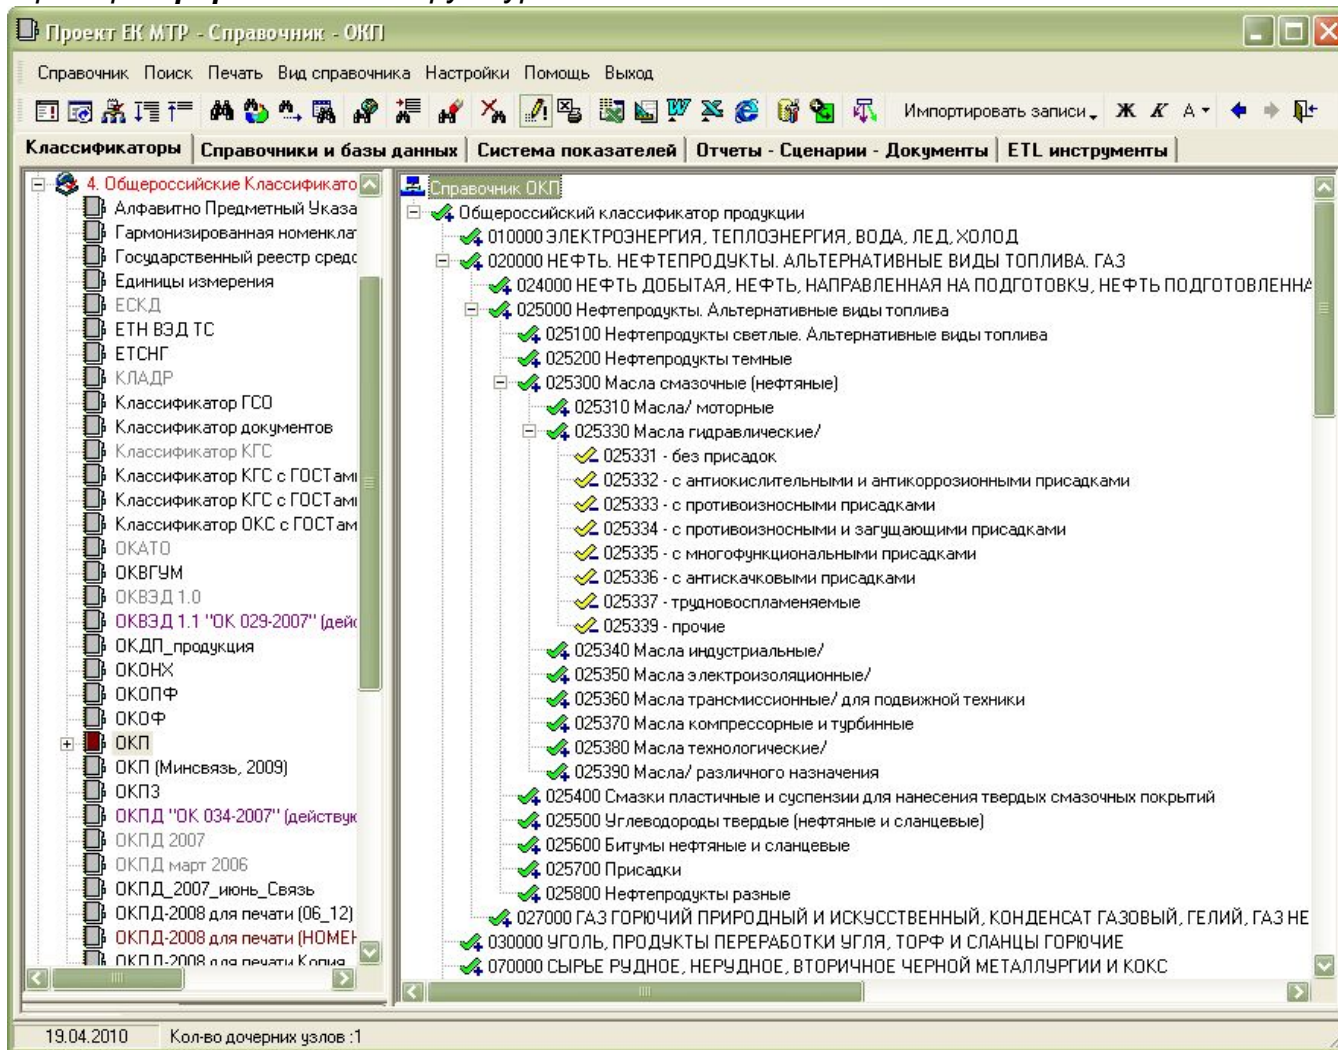 Проект ЕК МТР - Справочник - ОКП
Справочник Поиск Печать Вид справочника Настройки Помощь Выход
Импортировать записи Ж К А
Классификаторы Справочники и базы данных Система показателей Отчеты - Сценарии - Документы ETL инструменты
4. Общероссийские Классификато
Алфавитно Предметный Указа
Гармонизированная номенклат
Государственный реестр средс
Единицы измерения
ЕСКД
ЕТН ВЭД ТС
ЕТСНГ
КЛАДР
Классификатор ГСО
Классификатор документов
Классификатор КГС
Классификатор КГС с ГОСТами
Классификатор КГС с ГОСТами
Классификатор ОКС с ГОСТам
ОКАТО
ОКВГУМ
ОКВЭД 1.0
ОКВЭД 1.1 "ОК 029-2007" (дейс
ОКДП_продукция
ОКОНХ
ОКОПФ
ОКОФ
ОКП
ОКП (Минсвязь, 2009)
ОКПЗ
ОКПД "ОК 034-2007" (действую
ОКПД 2007
ОКПД март 2006
ОКПД_2007_июнь_Связь
ОКПД-2008 для печати (06_12)
ОКПД-2008 для печати (НОМЕН
ОКПД-2008 для печати Копия
Справочник ОКП
Общероссийский классификатор продукции
010000 ЭЛЕКТРОЭНЕРГИЯ, ТЕПЛОЭНЕРГИЯ, ВОДА, ЛЕД, ХОЛОД
020000 НЕФТЬ. НЕФТЕПРОДУКТЫ. АЛЬТЕРНАТИВНЫЕ ВИДЫ ТОПЛИВА. ГАЗ
024000 НЕФТЬ ДОБЫТАЯ, НЕФТЬ, НАПРАВЛЕННАЯ НА ПОДГОТОВКУ, НЕФТЬ ПОДГОТОВЛЕННА
025000 Нефтепродукты. Альтернативные виды топлива
025100 Нефтепродукты светлые. Альтернативные виды топлива
025200 Нефтепродукты темные
025300 Масла смазочные (нефтяные)
025310 Масла/ моторные
025330 Масла гидравлические/
025331 - без присадок
025332 - с антиокислительными и антикоррозионными присадками
025333 - с противоизносными присадками
025334 - с противоизносными и загущающими присадками
025335 - с многофункциональными присадками
025336 - с антискачковыми присадками
025337 - трудновоспламеняемые
025339 - прочие
025340 Масла индустриальные/
025350 Масла электроизоляционные/
025360 Масла трансмиссионные/ для подвижной техники
025370 Масла компрессорные и турбинные
025380 Масла технологические/
025390 Масла/ различного назначения
025400 Смазки пластичные и суспензии для нанесения твердых смазочных покрытий
025500 Углеводороды твердые (нефтяные и сланцевые)
025600 Битумы нефтяные и сланцевые
025700 Присадки
025800 Нефтепродукты разные
027000 ГАЗ ГОРЮЧИЙ ПРИРОДНЫЙ И ИСКУССТВЕННЫЙ, КОНДЕНСАТ ГАЗОВЫЙ, ГЕЛИЙ, ГАЗ НЕ
030000 УГОЛЬ, ПРОДУКТЫ ПЕРЕРАБОТКИ УГЛЯ, ТОРФ И СЛАНЦЫ ГОРЮЧИЕ
070000 СЫРЬЕ РУДНОЕ, НЕРУДНОЕ, ВТОРИЧНОЕ ЧЕРНОЙ МЕТАЛЛУРГИИ И КОКС
19.04.2010 Кол-во дочерних узлов :1